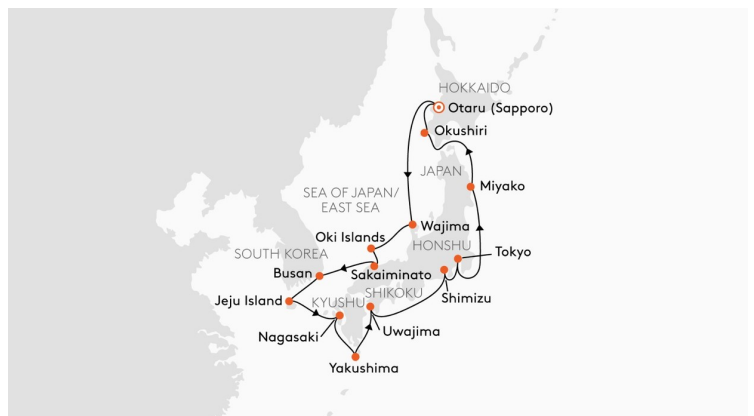 HOKKAIDO
Otaru (Sapporo)
Okushiri
JAPAN
Miyako
SEA OF JAPAN/
EAST SEA
Wajima
Oki Islands
HONSHU
Tokyo
SOUTH KOREA
Busan
Sakaiminato
SHIKOKU
Shimizu
Jeju Island
KYUSHU
Nagasaki
Uwajima
Yakushima